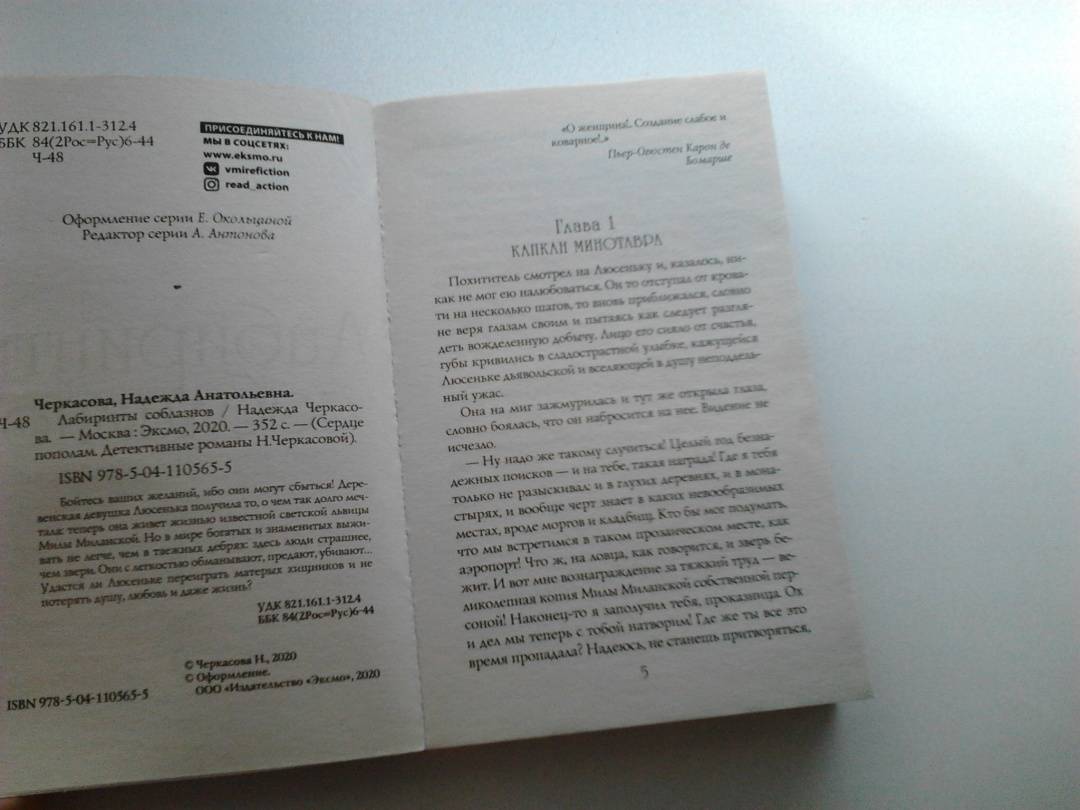 УДК 821.161.1-312.4
ББК 84(2Рос=Рус)6-44
Ч-48
ПРИСОЕДИНЯЙТЕСЬ К НАМ!
МЫ В СОЦСЕТЯХ:
www.eksmo.ru
vmirefiction
read_action
Оформление серии Е. Окольциной
Редактор серии А. Антонова
Черкасова, Надежда Анатольевна.
Ч-48 Лабиринты соблазнов / Надежда Черкасо-
ва. — Москва : Эксмо, 2020. — 352 с. — (Сердце
пополам. Детективные романы Н.Черкасовой).
ISBN 978-5-04-110565-5
Бойтесь ваших желаний, ибо они могут сбыться! Дере-
венская девушка Люсенька получила то, о чем так долго меч-
тала: теперь она живет жизнью известной светской львицы
Милы Миланской. Но в мире богатых и знаменитых выжи-
вать не легче, чем в таежных дебрях: здесь люди страшнее,
чем звери. Они с легкостью обманывают, предают, убивают...
Удастся ли Люсеньке переиграть матерых хищников и не
потерять душу, любовь и даже жизнь?
УДК 821.161.1-312.4
ББК 84(2Рос=Рус)6-44
© Черкасова Н., 2020
© Оформление.
ООО «Издательство «Эксмо», 2020
ISBN 978-5-04-110565-5
«О женщина!.. Создание слабое и
коварное!..»
Пьер-Огюстен Карон де
Бомарше
Глава 1
КАПКАН МИНОТАВРА
Похититель смотрел на Люсеньку и, казалось, ни-
как не мог ею налюбоваться. Он то отступал от крова-
ти на несколько шагов, то вновь приближался, словно
не веря глазам своим и пытаясь как следует разгля-
деть вожделенную добычу. Лицо его сияло от счастья,
губы кривились в сладострастной улыбке, кажущейся
Люсеньке дьявольской и вселяющей в душу неподдель-
ный ужас.
Она на миг зажмурилась и тут же открыла глаза,
словно боялась, что он набросится на нее. Видение не
исчезло.
— Ну надо же такому случиться! Целый год безна-
дежных поисков — и на тебе, такая награда! Где я тебя
только не разыскивал: и в глухих деревнях, и в мона-
стырях, и вообще черт знает в каких невообразимых
местах, вроде моргов и кладбищ. Кто бы мог подумать,
что мы встретимся в таком прозаическом месте, как
аэропорт! Что ж, на ловца, как говорится, и зверь бе-
жит. И вот мне вознаграждение за тяжкий труд — ве-
ликолепная копия Милы Миланской собственной пер-
соной! Наконец-то я заполучил тебя, проказница. Ох
и дел мы теперь с тобой натворим! Где же ты все это
время пропадала? Надеюсь, не станешь притворяться,
5